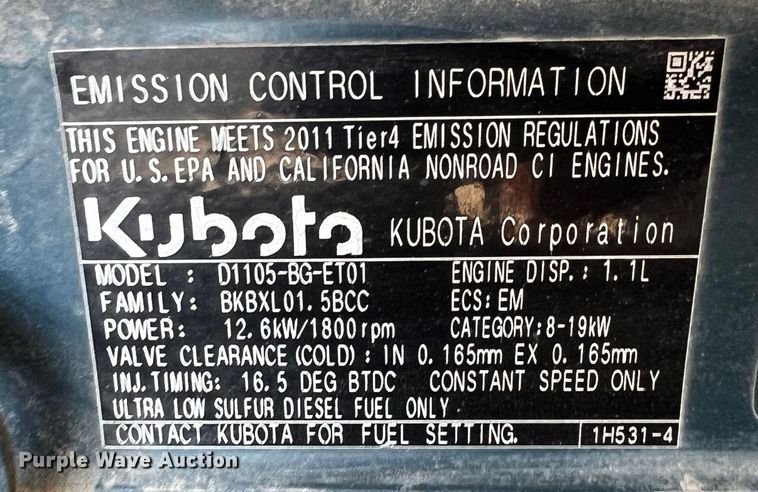 EMISSION CONTROL INFORMATION
THIS ENGINE MEETS 2011 Tier4 EMISSION REGULATIONS
FOR U.S.EPA AND CALIFORNIA NONROAD CI ENGINES.
Kubota KUBOTA Corporation
MODEL : D1105-BG-ET01 ENGINE DISP.: 1.1L
FAMILY: BKBXL01.5BCC ECS: EM
POWER: 12.6kW/1800rpm CATEGORY:8-19kW
VALVE CLEARANCE(COLD): IN 0.165mm EX 0.165mm
INJ.TIMING: 16.5 DEG BTDC CONSTANT SPEED ONLY
ULTRA LOW SULFUR DIESEL FUEL ONLY.
CONTACT KUBOTA FOR FUEL SETTING. 1H531-4
Purple Wave Auction